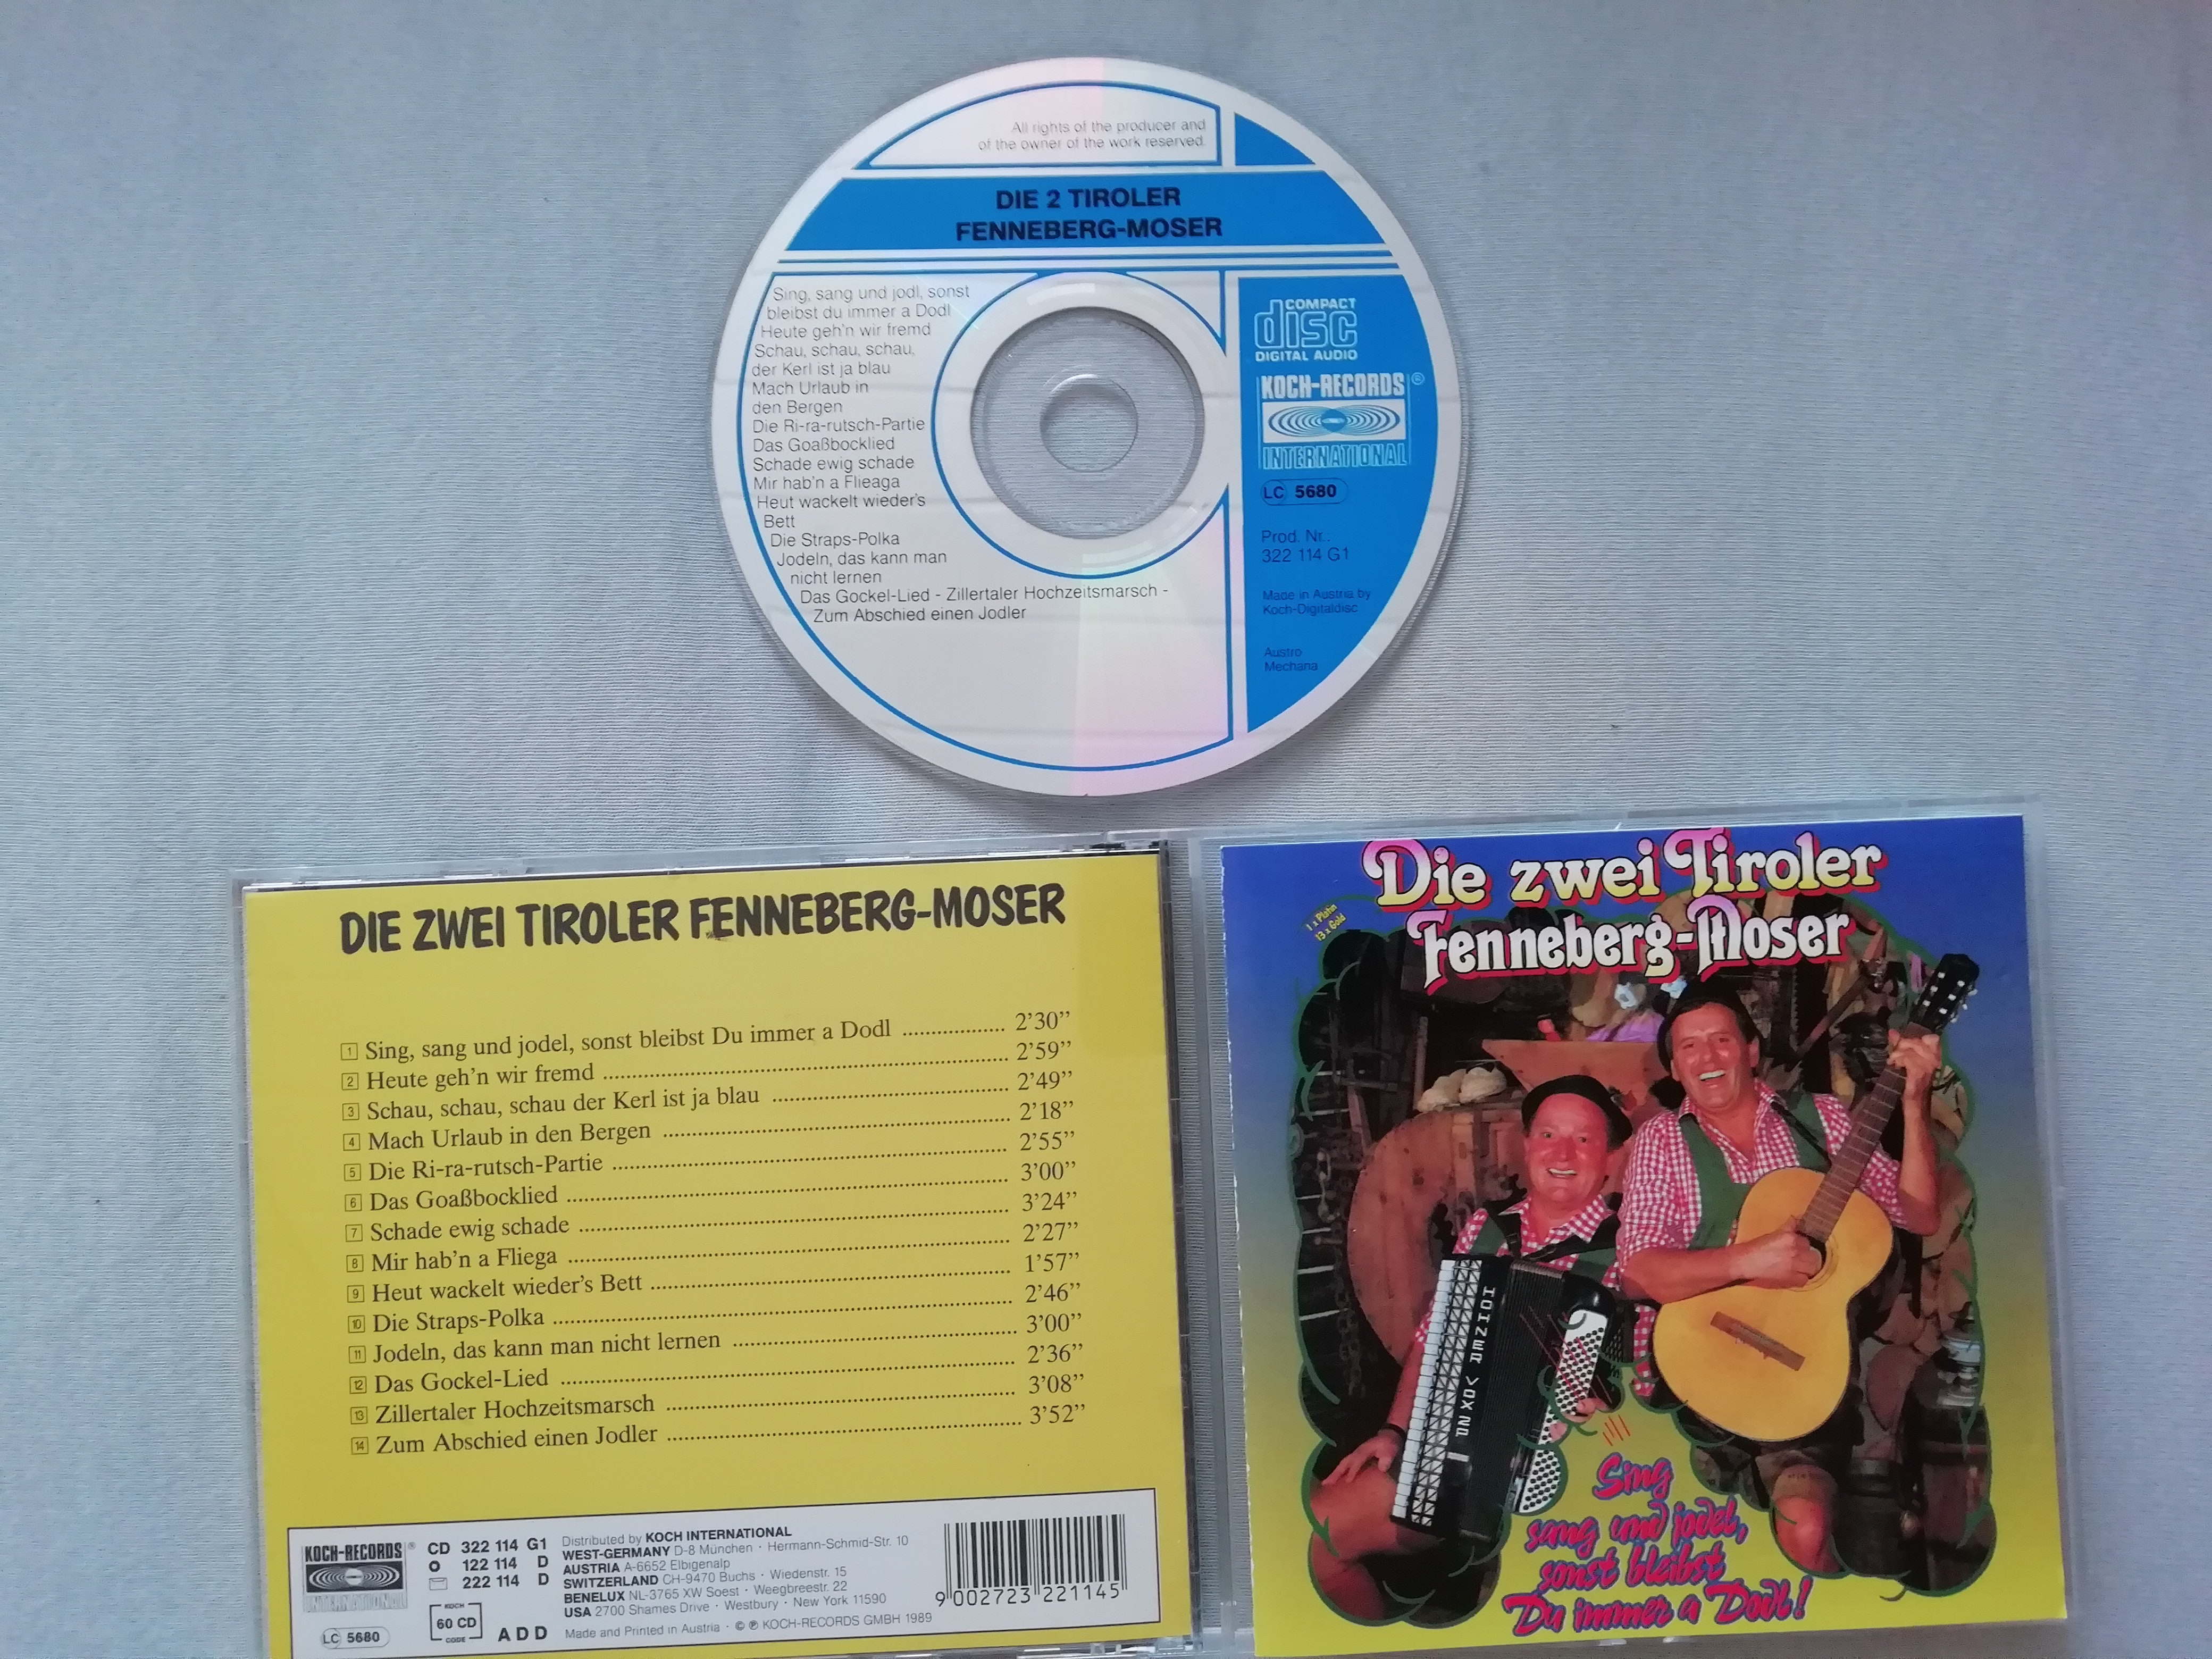 All rights of the producer and
of the owner of the work reserved.
DIE 2 TIROLER
FENNEBERG-MOSER
Sing, sang und jodl, sonst
bleibst du immer a Dodl
Heute geh'n wir fremd
Schau, schau, schau,
der Kerl ist ja blau
Mach Urlaub in
den Bergen
Die Ri-ra-rutsch-Partie
Das Goaßbocklied
Schade ewig schade
Mir hab'n a Flieaga
Heut wackelt wieder's
Bett
Die Straps-Polka
Jodeln, das kann man
nicht lernen
Das Gockel-Lied - Zillertaler Hochzeitsmarsch -
Zum Abschied einen Jodler
COMPACT
disc
DIGITAL AUDIO
KOCH-RECORDS ®
INTERNATIONAL
LC 5680
Prod. Nr.:
322 114 G1
Made in Austria by
Koch-Digitaldisc
Austro
Mechana
DIE ZWEI TIROLER FENNEBERG-MOSER
1 Sing, sang und jodel, sonst bleibst Du immer a Dodl ................ 2'30"
2 Heute geh'n wir fremd ................ 2'59"
3 Schau, schau, schau der Kerl ist ja blau ................ 2'49"
4 Mach Urlaub in den Bergen ................ 2'18"
5 Die Ri-ra-rutsch-Partie ................ 2'55"
6 Das Goaßbocklied ................ 3'00"
7 Schade ewig schade ................ 3'24"
8 Mir hab'n a Fliega ................ 2'27"
9 Heut wackelt wieder's Bett ................ 1'57"
10 Die Straps-Polka ................ 2'46"
11 Jodeln, das kann man nicht lernen ................ 3'00"
12 Das Gockel-Lied ................ 2'36"
13 Zillertaler Hochzeitsmarsch ................ 3'08"
14 Zum Abschied einen Jodler ................ 3'52"
KOCH-RECORDS ®
INTERNATIONAL
LC 5680
CD 322 114 G1
122 114 D
222 114 D
KOCH
60 CD
CODE
A D D
Distributed by KOCH INTERNATIONAL
WEST-GERMANY D-8 München · Hermann-Schmid-Str. 10
AUSTRIA A-6652 Elbigenalp
SWITZERLAND CH-9470 Buchs · Wiedenstr. 15
BENELUX NL-3765 XW Soest · Weegbreestr. 22
USA 2700 Shames Drive · Westbury · New York 11590
Made and Printed in Austria · © ℗ KOCH-RECORDS GMBH 1989
9 002723 221145
Die zwei Tiroler
Fenneberg-Moser
1 x Platin
13 x Gold
HOHNER VOX NP I
Sing
sang und jodel,
sonst bleibst
Du immer a Dodl!